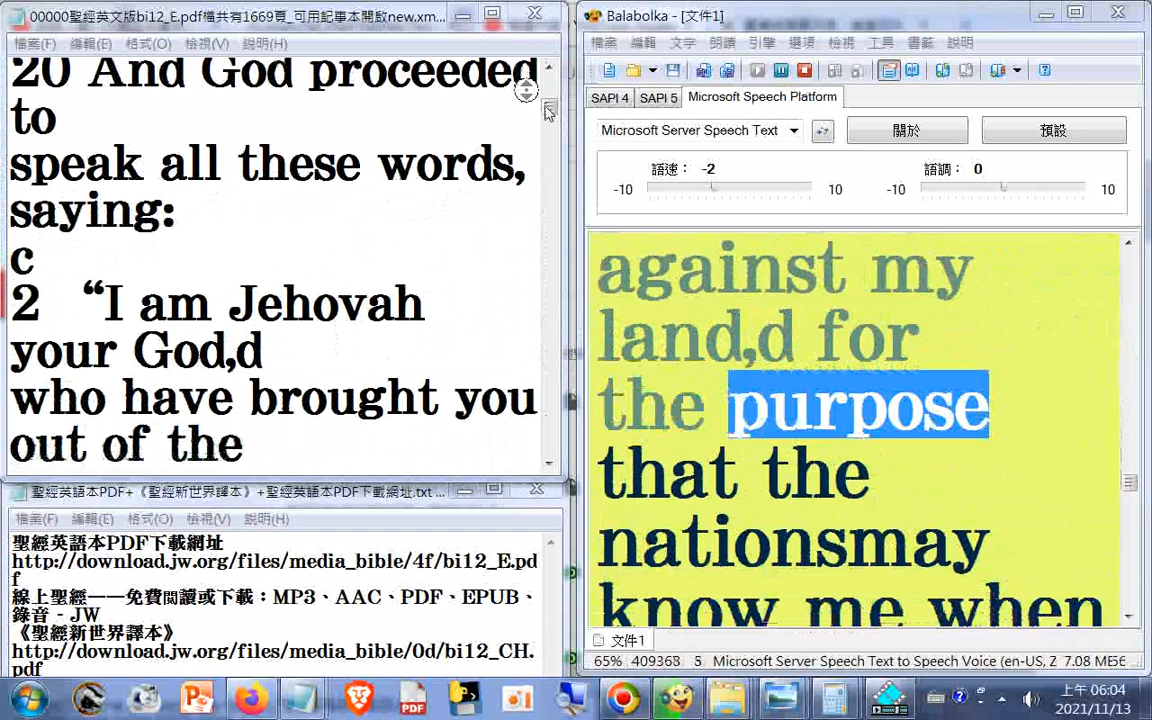 00000聖經英文版bi12_E.pdf檔共有1669頁_可用記事本開啟new.xm...
檔案(F) 編輯(E) 格式(O) 檢視(V) 說明(H)
20 And God proceeded
to
speak all these words,
saying:
c
2 “I am Jehovah
your God,d
who have brought you
out of the
聖經英語本PDF+《聖經新世界譯本》+聖經英語本PDF下載網址.txt ...
檔案(F) 編輯(E) 格式(O) 檢視(V) 說明(H)
聖經英語本PDF下載網址
http://download.jw.org/files/media_bible/4f/bi12_E.pd
f
線上聖經——免費閱讀或下載：MP3、AAC、PDF、EPUB、
錄音 - JW
《聖經新世界譯本》
http://download.jw.org/files/media_bible/0d/bi12_CH.
pdf
Balabolka - [文件1]
檔案 編輯 文字 朗讀 引擎 選項 檢視 工具 書籤 說明
SAPI 4 SAPI 5 Microsoft Speech Platform
Microsoft Server Speech Text 關於 預設
語速： -2 語調： 0
-10 10 -10 10
against my
land,d for
the purpose
that the
nationsmay
know me when
文件1
65% 409368 S Microsoft Server Speech Text to Speech Voice (en-US, Z 7.08 ME56
上午 06:04
2021/11/13